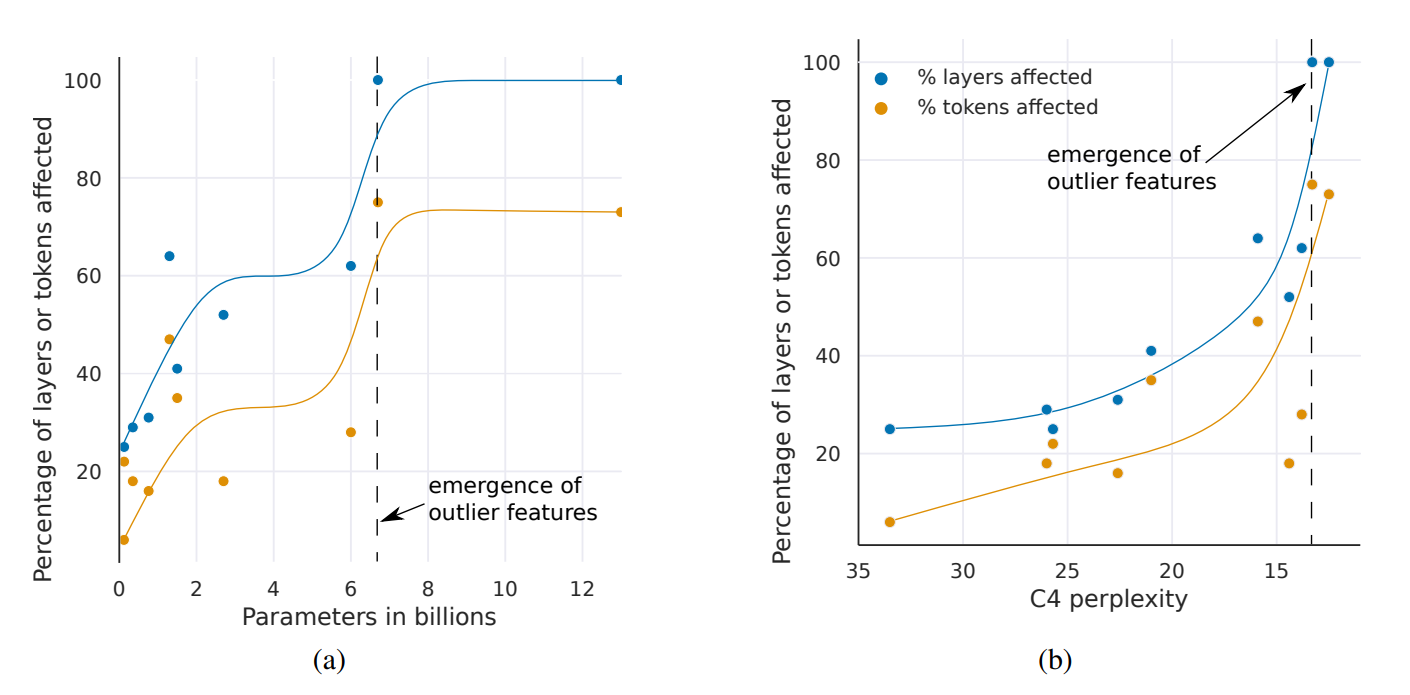 Percentage of layers or tokens affected
100
80
60
40
20
emergence of
outlier features
0 2 4 6 8 10 12
Parameters in billions
(a)
Percentage of layers or tokens affected
100
80
60
40
20
% layers affected
% tokens affected
emergence of
outlier features
35 30 25 20 15
C4 perplexity
(b)